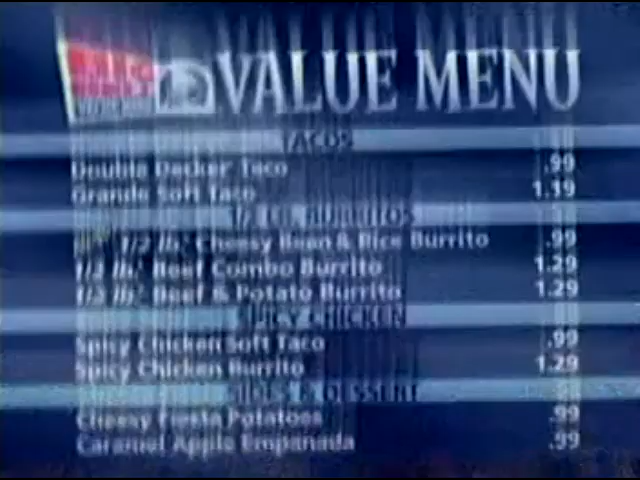 BIG
VALUE MENU
TACOS
Double Decker Taco .99
Grande Soft Taco 1.19
1/2 LB. BURRITOS
1/2 lb.* Cheesy Bean & Rice Burrito .99
1/2 lb.* Beef Combo Burrito 1.29
1/2 lb.* Beef & Potato Burrito 1.29
SPICY CHICKEN
Spicy Chicken Soft Taco .99
Spicy Chicken Burrito 1.29
SIDES & DESSERT
Cheesy Fiesta Potatoes .99
Caramel Apple Empanada .99